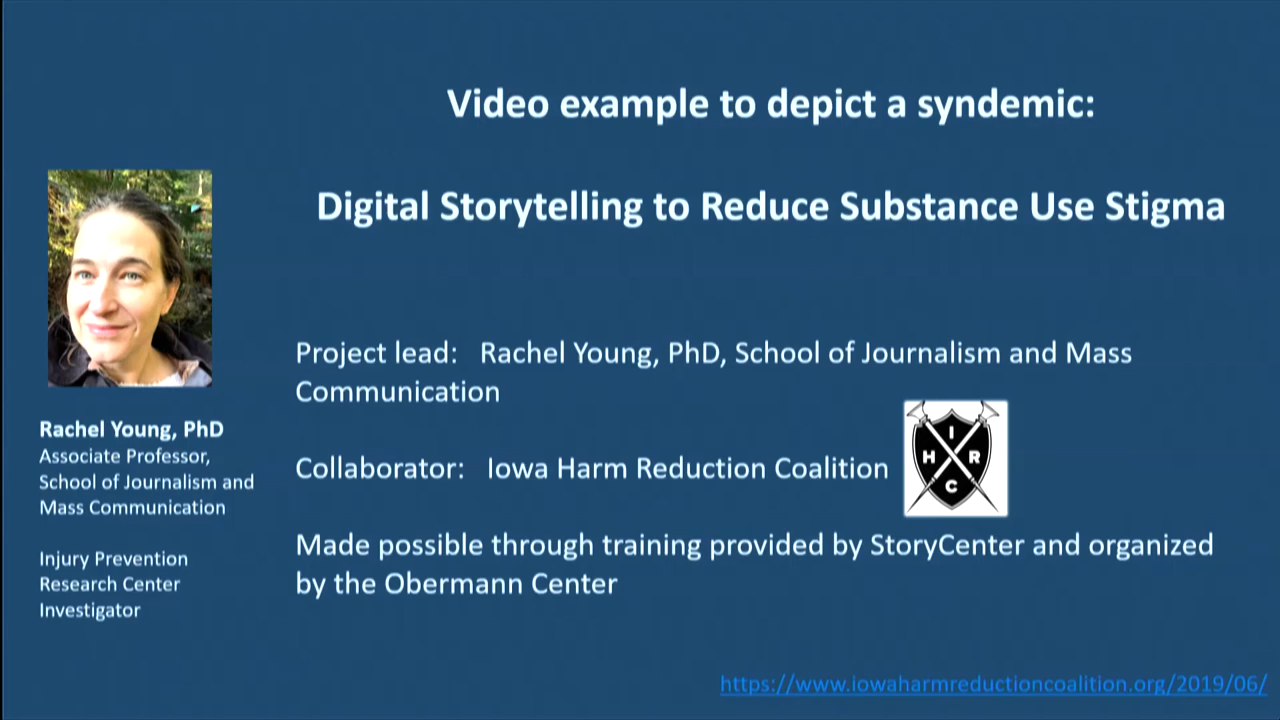 Video example to depict a syndemic:
Digital Storytelling to Reduce Substance Use Stigma
Rachel Young, PhD
Associate Professor,
School of Journalism and
Mass Communication
Injury Prevention
Research Center
Investigator
Project lead: Rachel Young, PhD, School of Journalism and Mass
Communication
Collaborator: Iowa Harm Reduction Coalition
I
H R
C
Made possible through training provided by StoryCenter and organized
by the Obermann Center
https://www.iowaharmreductioncoalition.org/2019/06/